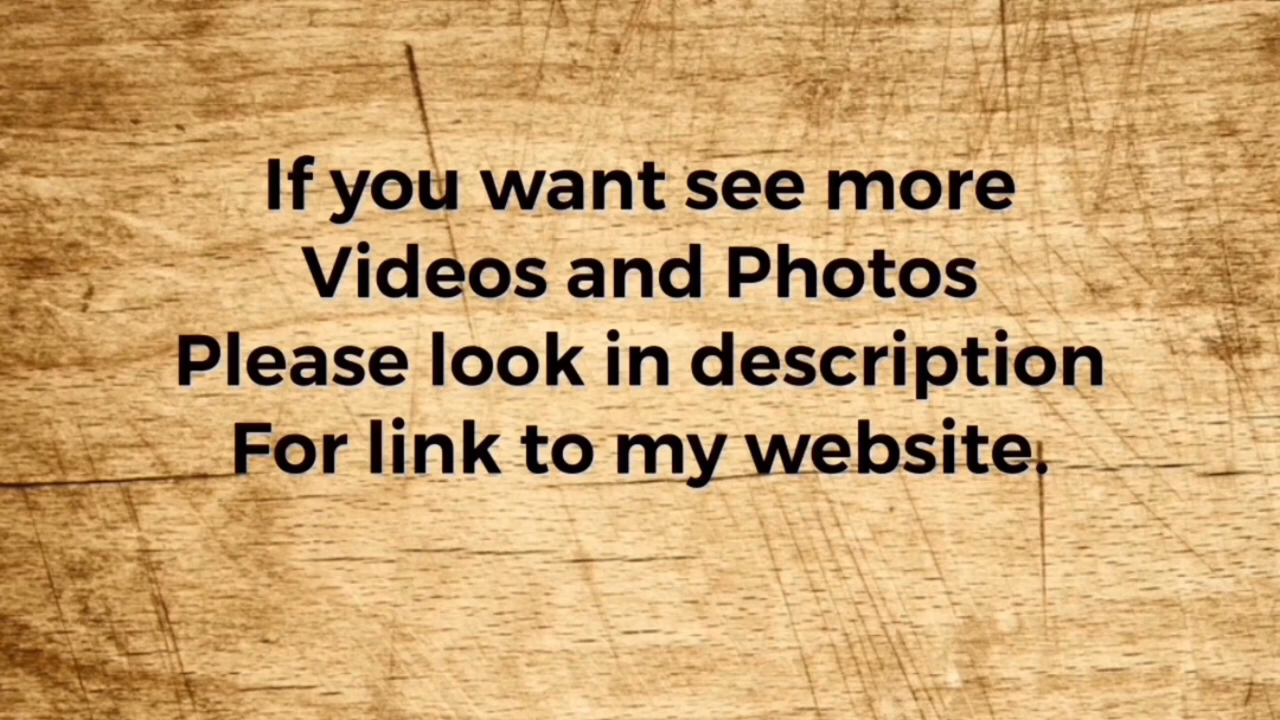 If you want see more
Videos and Photos
Please look in description
For link to my website.